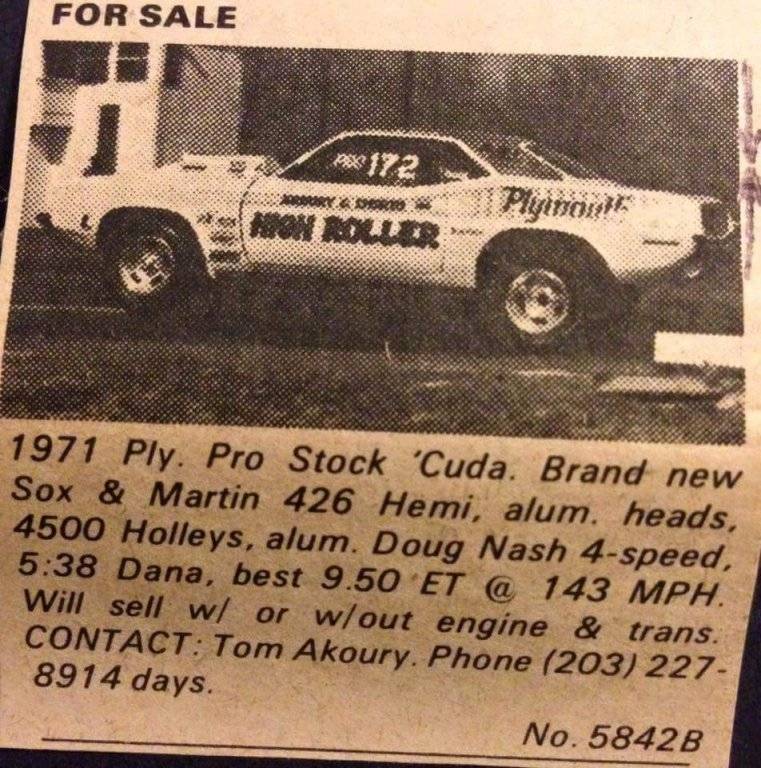 FOR SALE
PRO 172
HIGH ROLLER
Plymouth
1971 Ply. Pro Stock 'Cuda. Brand new
Sox & Martin 426 Hemi, alum. heads,
4500 Holleys, alum. Doug Nash 4-speed,
5:38 Dana, best 9.50 ET @ 143 MPH.
Will sell w/ or w/out engine & trans.
CONTACT: Tom Akoury. Phone (203) 227-
8914 days.
No. 5842B